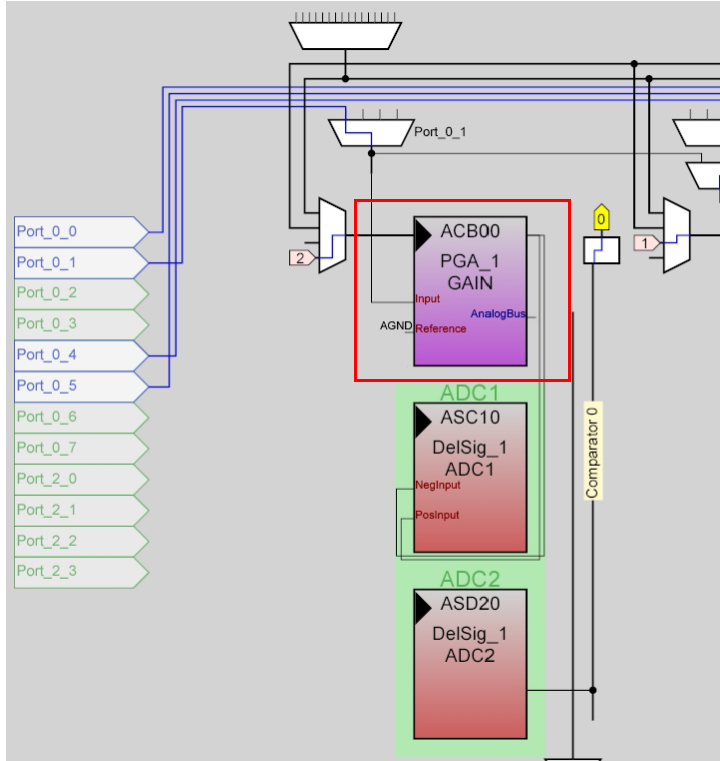 Port_0_1
Port_0_0
Port_0_1
Port_0_2
Port_0_3
Port_0_4
Port_0_5
Port_0_6
Port_0_7
Port_2_0
Port_2_1
Port_2_2
Port_2_3
2
ACB00
PGA_1
GAIN
Input
AnalogBus
AGND
Reference
0
1
Comparator 0
ADC1
ASC10
DelSig_1
ADC1
NegInput
PosInput
ADC2
ASD20
DelSig_1
ADC2